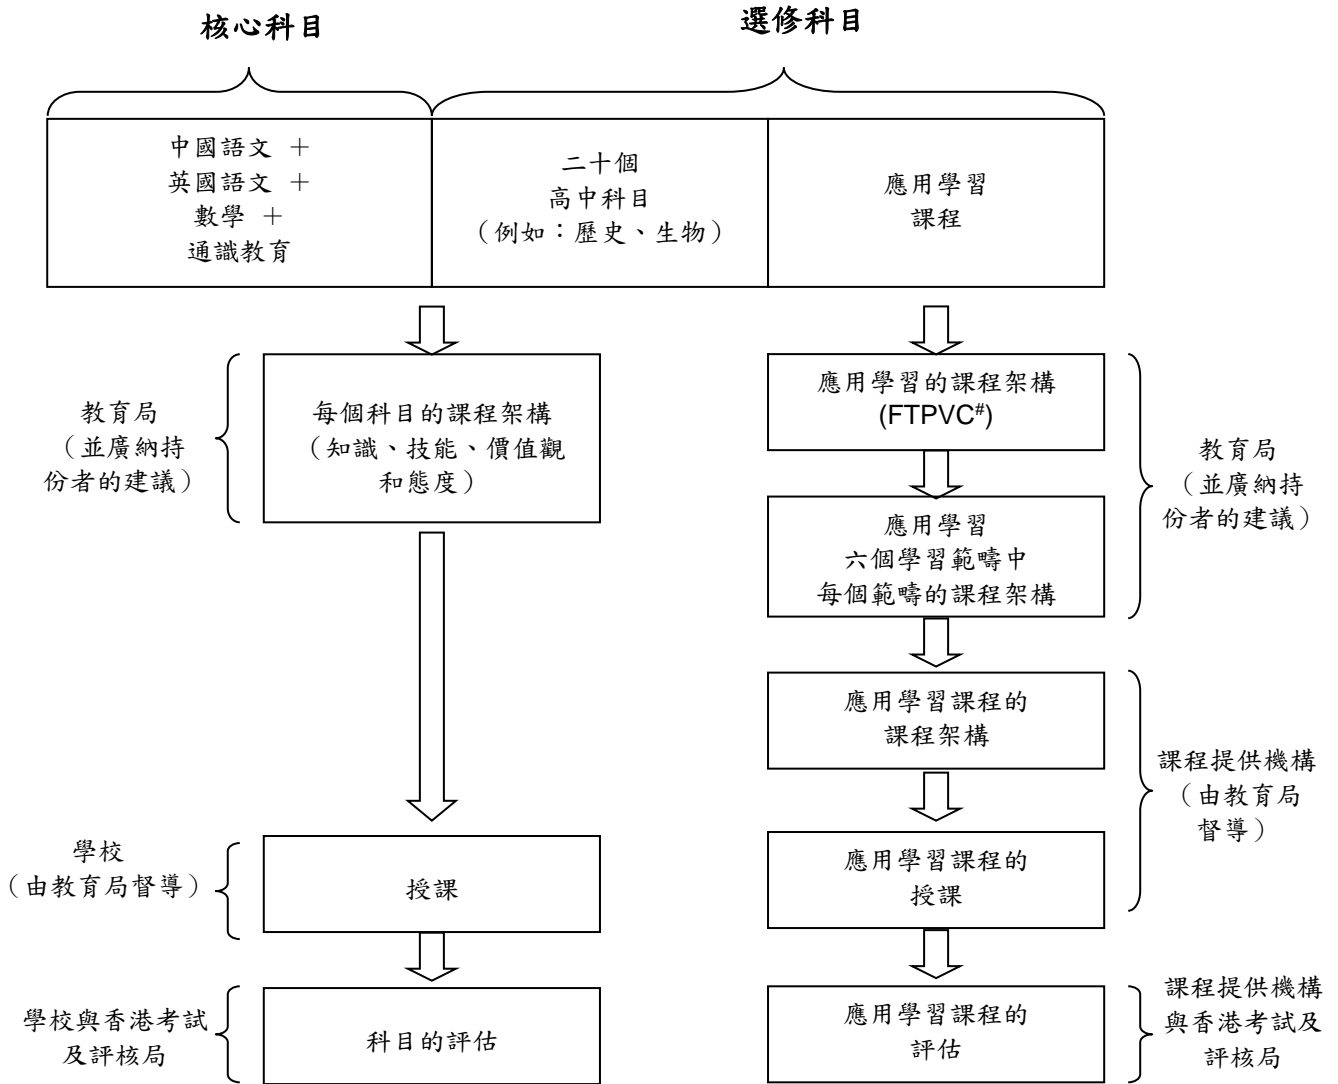 核心科目
選修科目
中國語文 ＋
英國語文 ＋
數學 ＋
通識教育
二十個
高中科目
（例如：歷史、生物）
應用學習
課程
教育局
（並廣納持
份者的建議）
每個科目的課程架構
（知識、技能、價值觀
和態度）
應用學習的課程架構
(FTPVC#)
應用學習
六個學習範疇中
每個範疇的課程架構
教育局
（並廣納持
份者的建議）
應用學習課程的
課程架構
課程提供機構
（由教育局
督導）
學校
（由教育局督導）
授課
應用學習課程的
授課
學校與香港考試
及評核局
科目的評估
應用學習課程的
評估
課程提供機構
與香港考試及
評核局